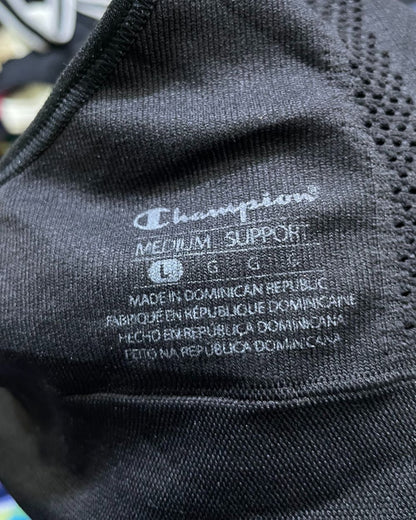 Champion®
MEDIUM SUPPORT
L G G G
MADE IN DOMINICAN REPUBLIC
FABRIQUÉ EN RÉPUBLIQUE DOMINICAINE
HECHO EN REPÚBLICA DOMINICANA
FEITO NA REPÚBLICA DOMINICANA